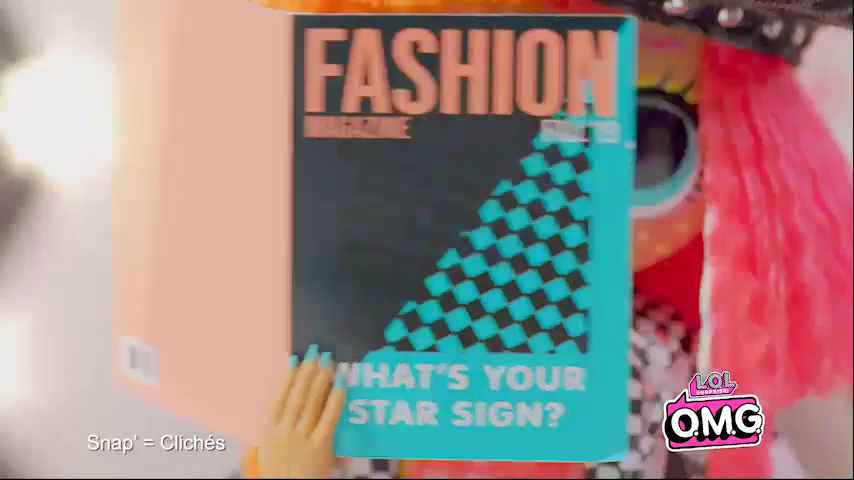 FASHION
MAGAZINE
WHAT'S YOUR
STAR SIGN?
Snap' = Clichés
L.O.L.
SURPRISE!
O.M.G.